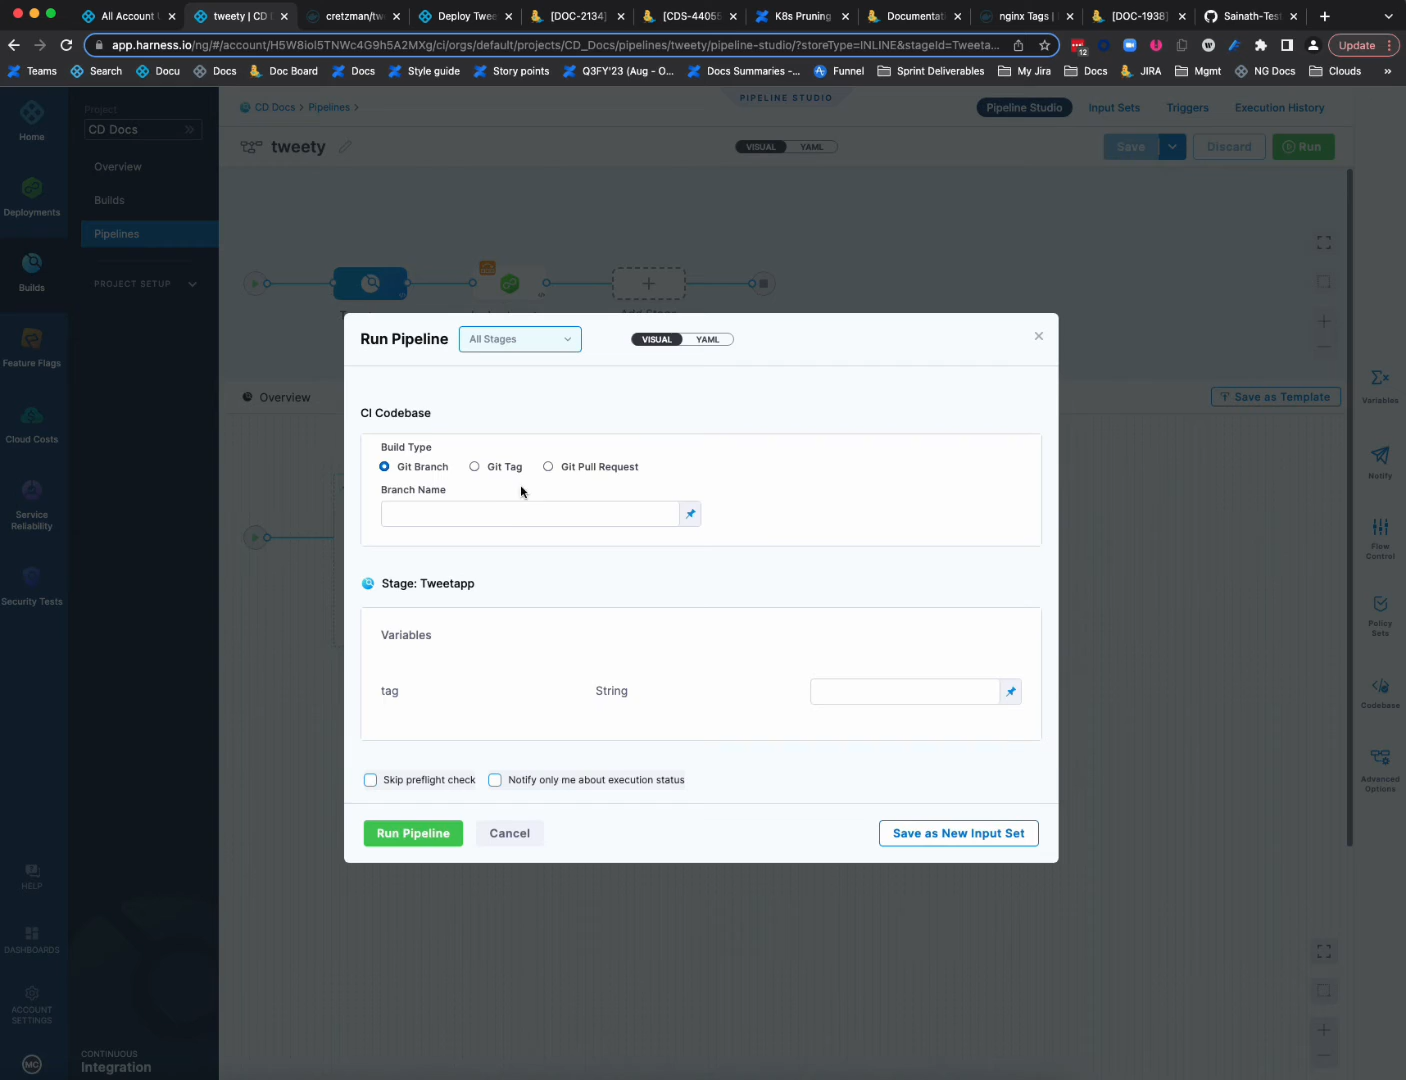 All Account
tweety | CD D
cretzman/tw
Deploy Twee
[DOC-2134]
[CDS-44055
K8s Pruning
Documentat
nginx Tags |
[DOC-1938]
Sainath-Test
app.harness.io/ng/#/account/H5W8iol5TNWc4G9h5A2MXg/ci/orgs/default/projects/CD_Docs/pipelines/tweety/pipeline-studio/?storeType=INLINE&stageId=Tweeta...
12
Update
Teams
Search
Docu
Docs
Doc Board
Docs
Style guide
Story points
Q3FY'23 (Aug - O...
Docs Summaries -...
Funnel
Sprint Deliverables
My Jira
Docs
JIRA
Mgmt
NG Docs
Clouds
»
Home
Deployments
Builds
Feature Flags
Cloud Costs
Service
Reliability
Security Tests
HELP
DASHBOARDS
ACCOUNT
SETTINGS
MC
Project
CD Docs
Overview
Builds
Pipelines
PROJECT SETUP
CONTINUOUS
Integration
CD Docs > Pipelines >
PIPELINE STUDIO
Pipeline Studio
Input Sets
Triggers
Execution History
tweety
VISUAL
YAML
Save
Discard
Run
Add Stage
Overview
Save as Template
Variables
Notify
Flow
Control
Policy
Sets
Codebase
Advanced
Options
Run Pipeline
All Stages
VISUAL
YAML
CI Codebase
Build Type
Git Branch
Git Tag
Git Pull Request
Branch Name
Stage: Tweetapp
Variables
tag
String
Skip preflight check
Notify only me about execution status
Run Pipeline
Cancel
Save as New Input Set